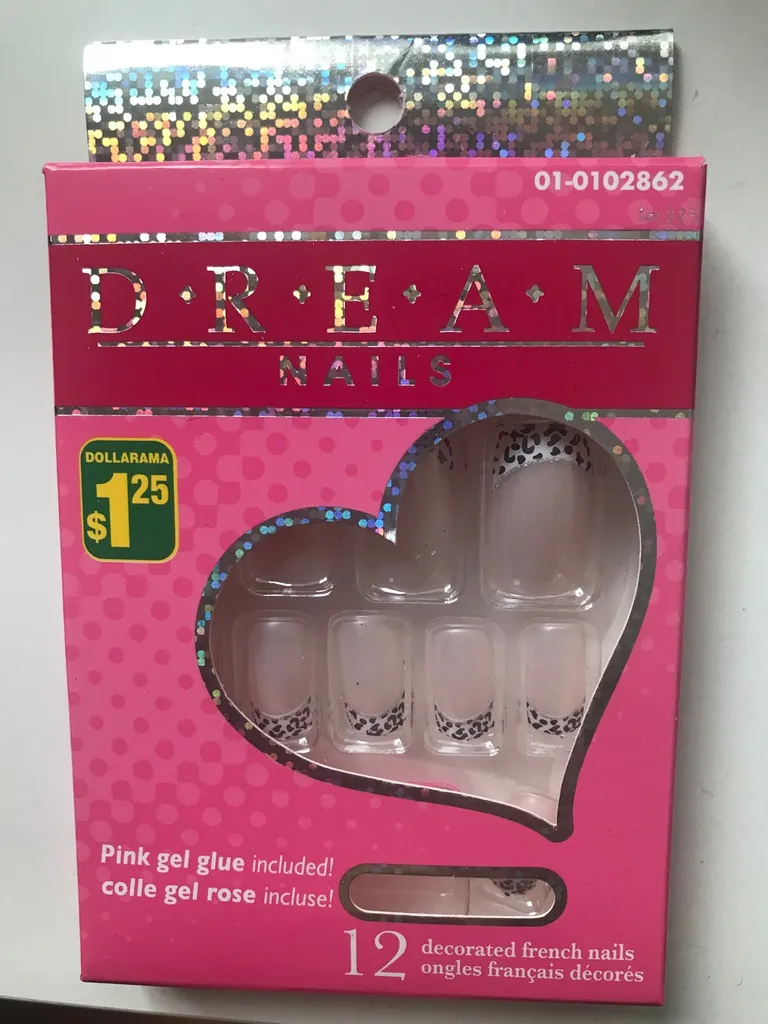 01-0102862
D·R·E·A·M
NAILS
DOLLARAMA
$1 25
Pink gel glue included!
colle gel rose incluse!
12 decorated french nails
ongles français décorés